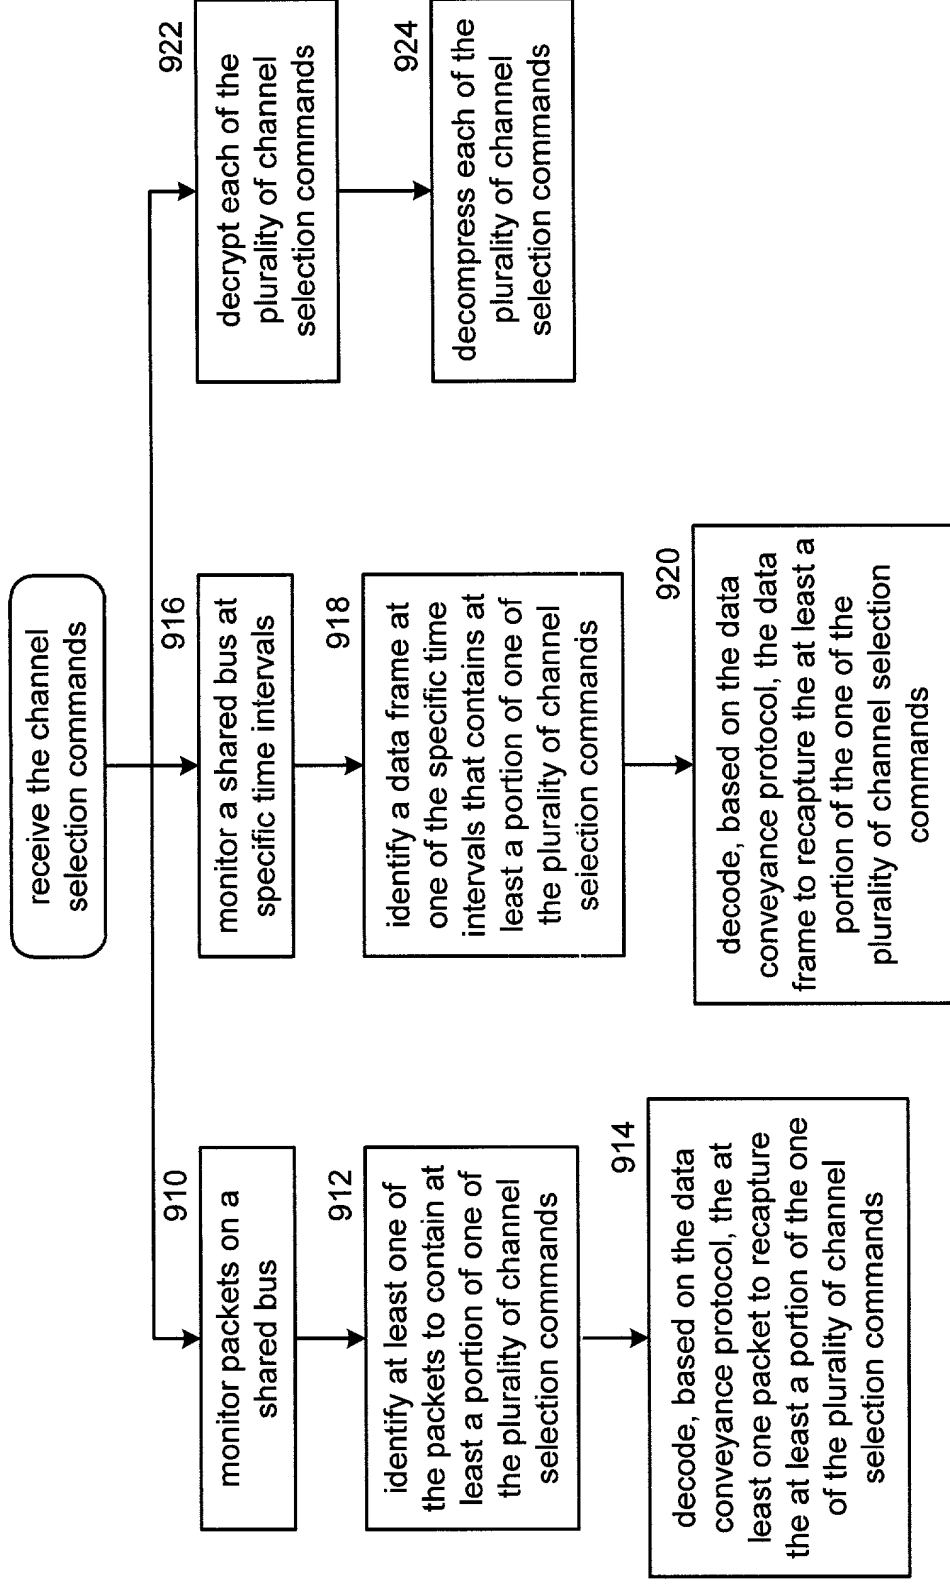 receive the channel
selection commands
910
monitor packets on a
shared bus
912
identify at least one of
the packets to contain at
least a portion of one of
the plurality of channel
selection commands
914
decode, based on the data
conveyance protocol, the at
least one packet to recapture
the at least a portion of the one
of the plurality of channel
selection commands
916
monitor a shared bus at
specific time intervals
918
identify a data frame at
one of the specific time
intervals that contains at
least a portion of one of
the plurality of channel
selection commands
920
decode, based on the data
conveyance protocol, the data
frame to recapture the at least a
portion of the one of the
plurality of channel selection
commands
922
decrypt each of the
plurality of channel
selection commands
924
decompress each of the
plurality of channel
selection commands